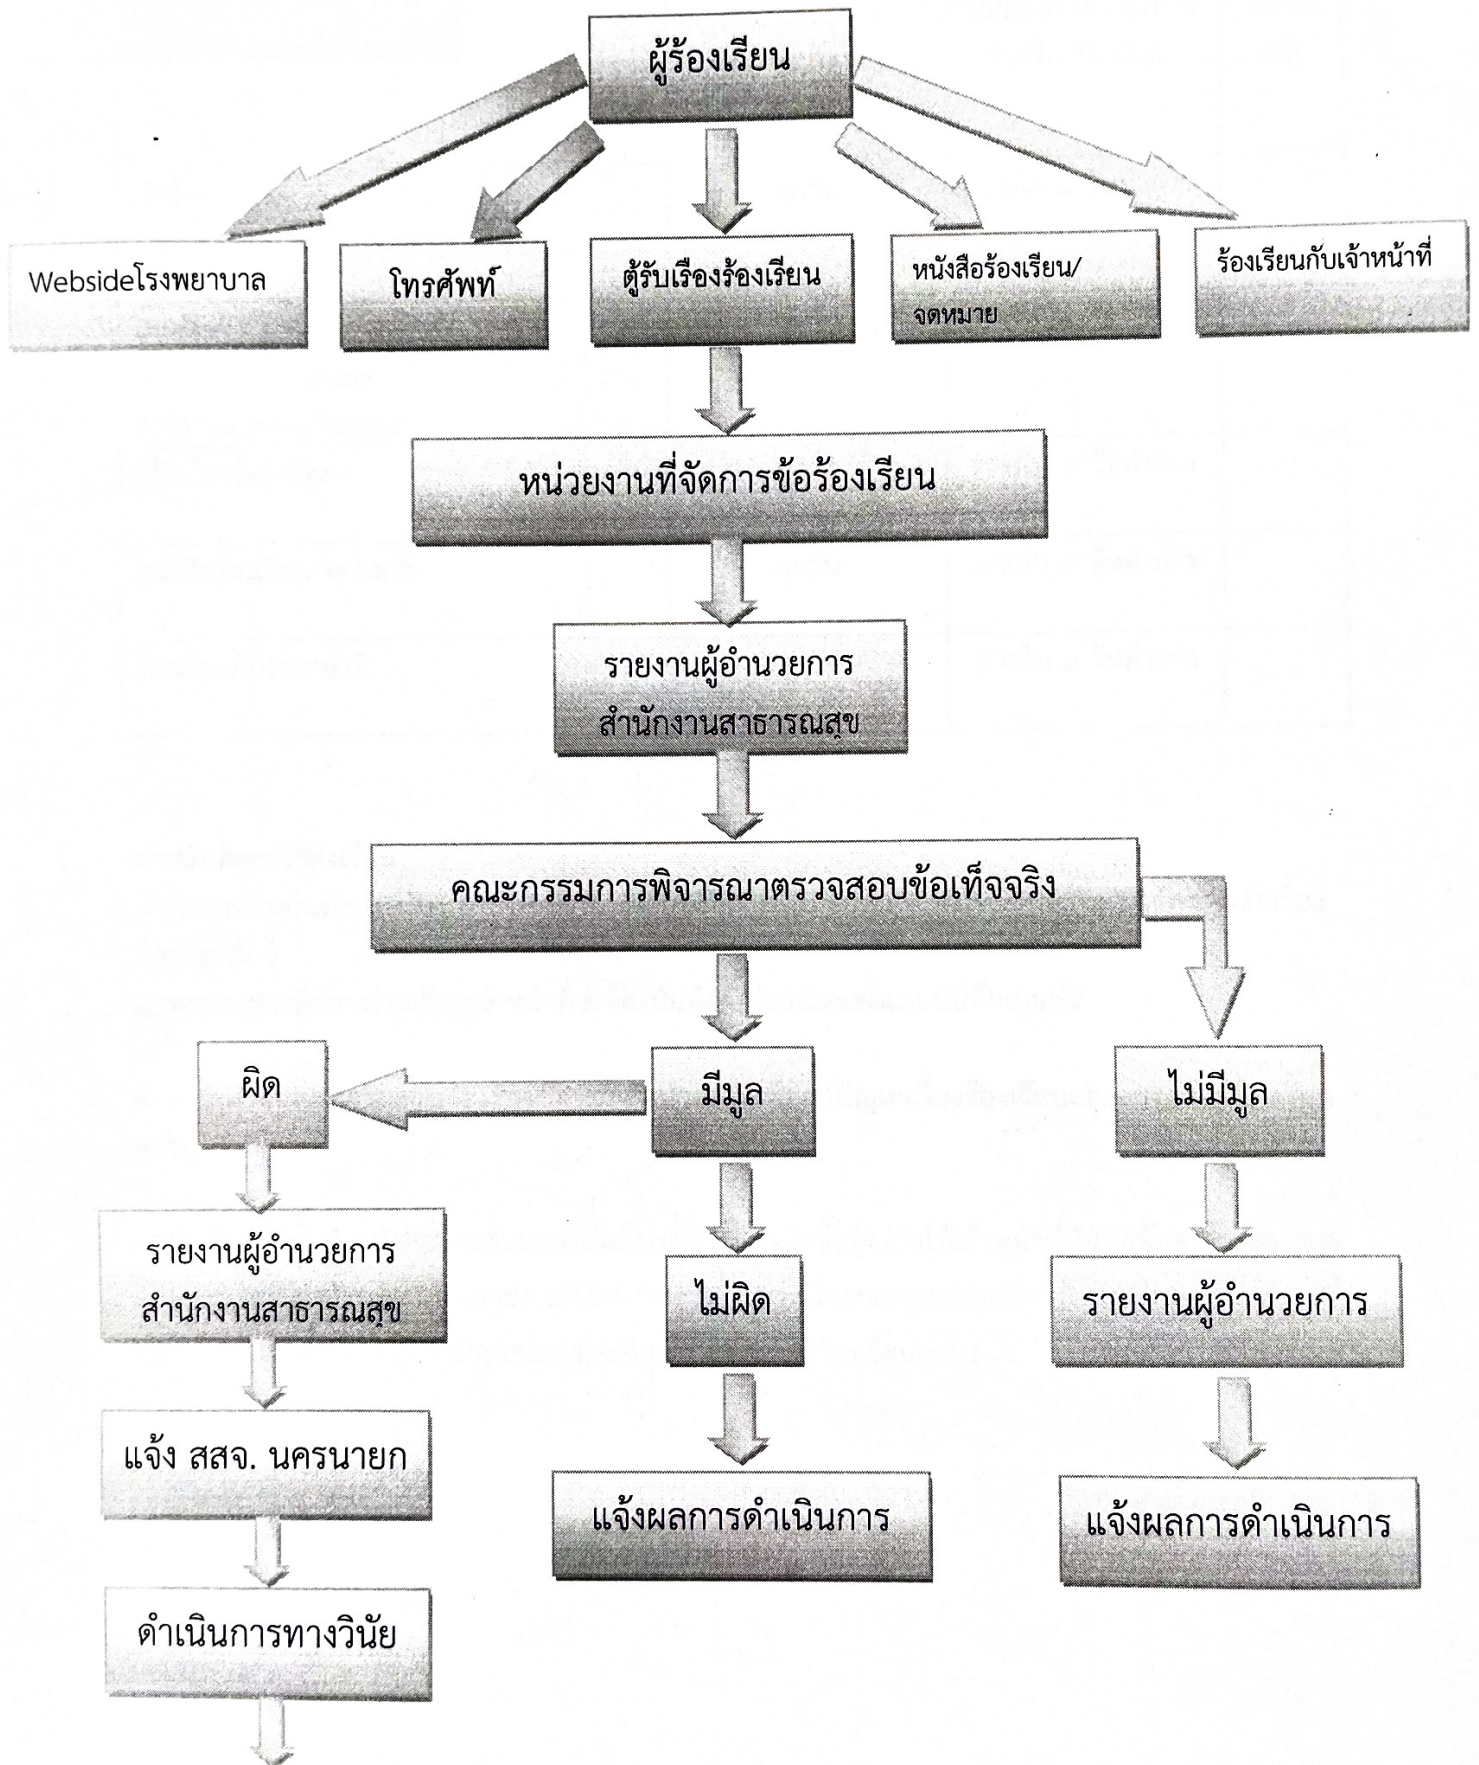 ผู้ร้องเรียน
Websideโรงพยาบาล
โทรศัพท์
ตู้รับเรื่องร้องเรียน
หนังสือร้องเรียน/
จดหมาย
ร้องเรียนกับเจ้าหน้าที่
หน่วยงานที่จัดการข้อร้องเรียน
รายงานผู้อำนวยการ
สำนักงานสาธารณสุข
คณะกรรมการพิจารณาตรวจสอบข้อเท็จจริง
ผิด
มีมูล
ไม่มีมูล
รายงานผู้อำนวยการ
สำนักงานสาธารณสุข
ไม่ผิด
รายงานผู้อำนวยการ
แจ้ง สสจ. นครนายก
แจ้งผลการดำเนินการ
แจ้งผลการดำเนินการ
ดำเนินการทางวินัย